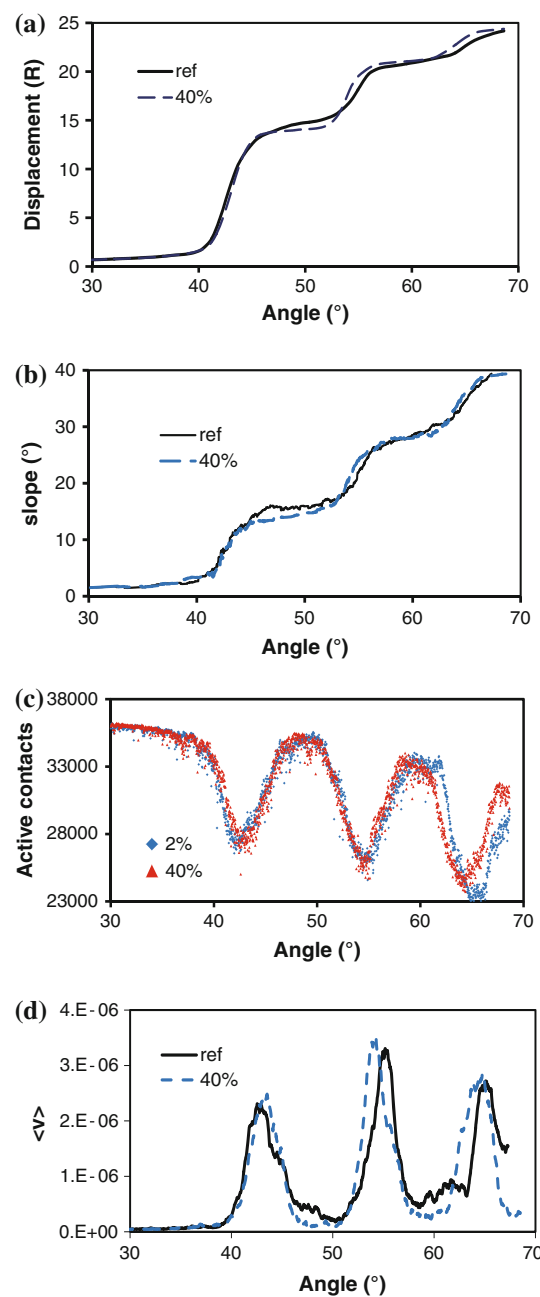 (a)
25
20
15
10
5
0
Displacement (R)
ref
40%
30 40 50 60 70
Angle (°)
(b)
40
30
20
10
0
slope (°)
ref
40%
30 40 50 60 70
Angle (°)
(c)
38000
33000
28000
23000
Active contacts
2%
40%
30 40 50 60 70
Angle (°)
(d)
4.E-06
3.E-06
2.E-06
1.E-06
0.E+00
<v>
ref
40%
30 40 50 60 70
Angle (°)